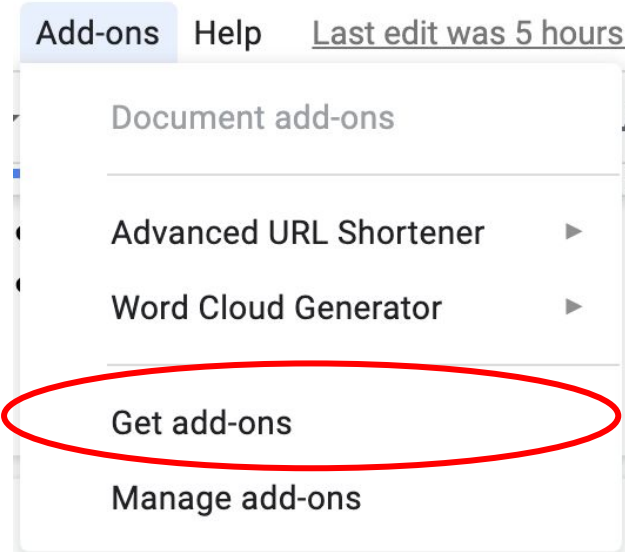 Add-ons Help Last edit was 5 hours
Document add-ons
Advanced URL Shortener
Word Cloud Generator
Get add-ons
Manage add-ons